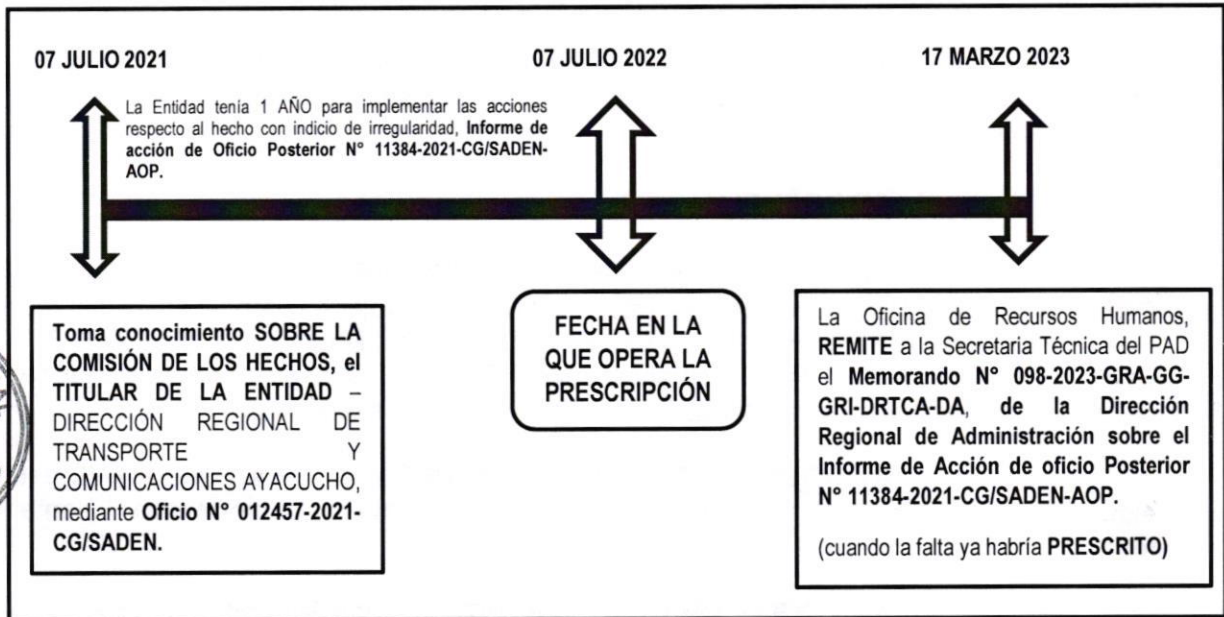 07 JULIO 2021
07 JULIO 2022
17 MARZO 2023
La Entidad tenía 1 AÑO para implementar las acciones
respecto al hecho con indicio de irregularidad, Informe de
acción de Oficio Posterior N° 11384-2021-CG/SADEN-
AOP.
Toma conocimiento SOBRE LA
COMISIÓN DE LOS HECHOS, el
TITULAR DE LA ENTIDAD –
DIRECCIÓN REGIONAL DE
TRANSPORTE Y
COMUNICACIONES AYACUCHO,
mediante Oficio N° 012457-2021-
CG/SADEN.
FECHA EN LA
QUE OPERA LA
PRESCRIPCIÓN
La Oficina de Recursos Humanos,
REMITE a la Secretaria Técnica del PAD
el Memorando N° 098-2023-GRA-GG-
GRI-DRTCA-DA, de la Dirección
Regional de Administración sobre el
Informe de Acción de oficio Posterior
N° 11384-2021-CG/SADEN-AOP.
(cuando la falta ya habría PRESCRITO)